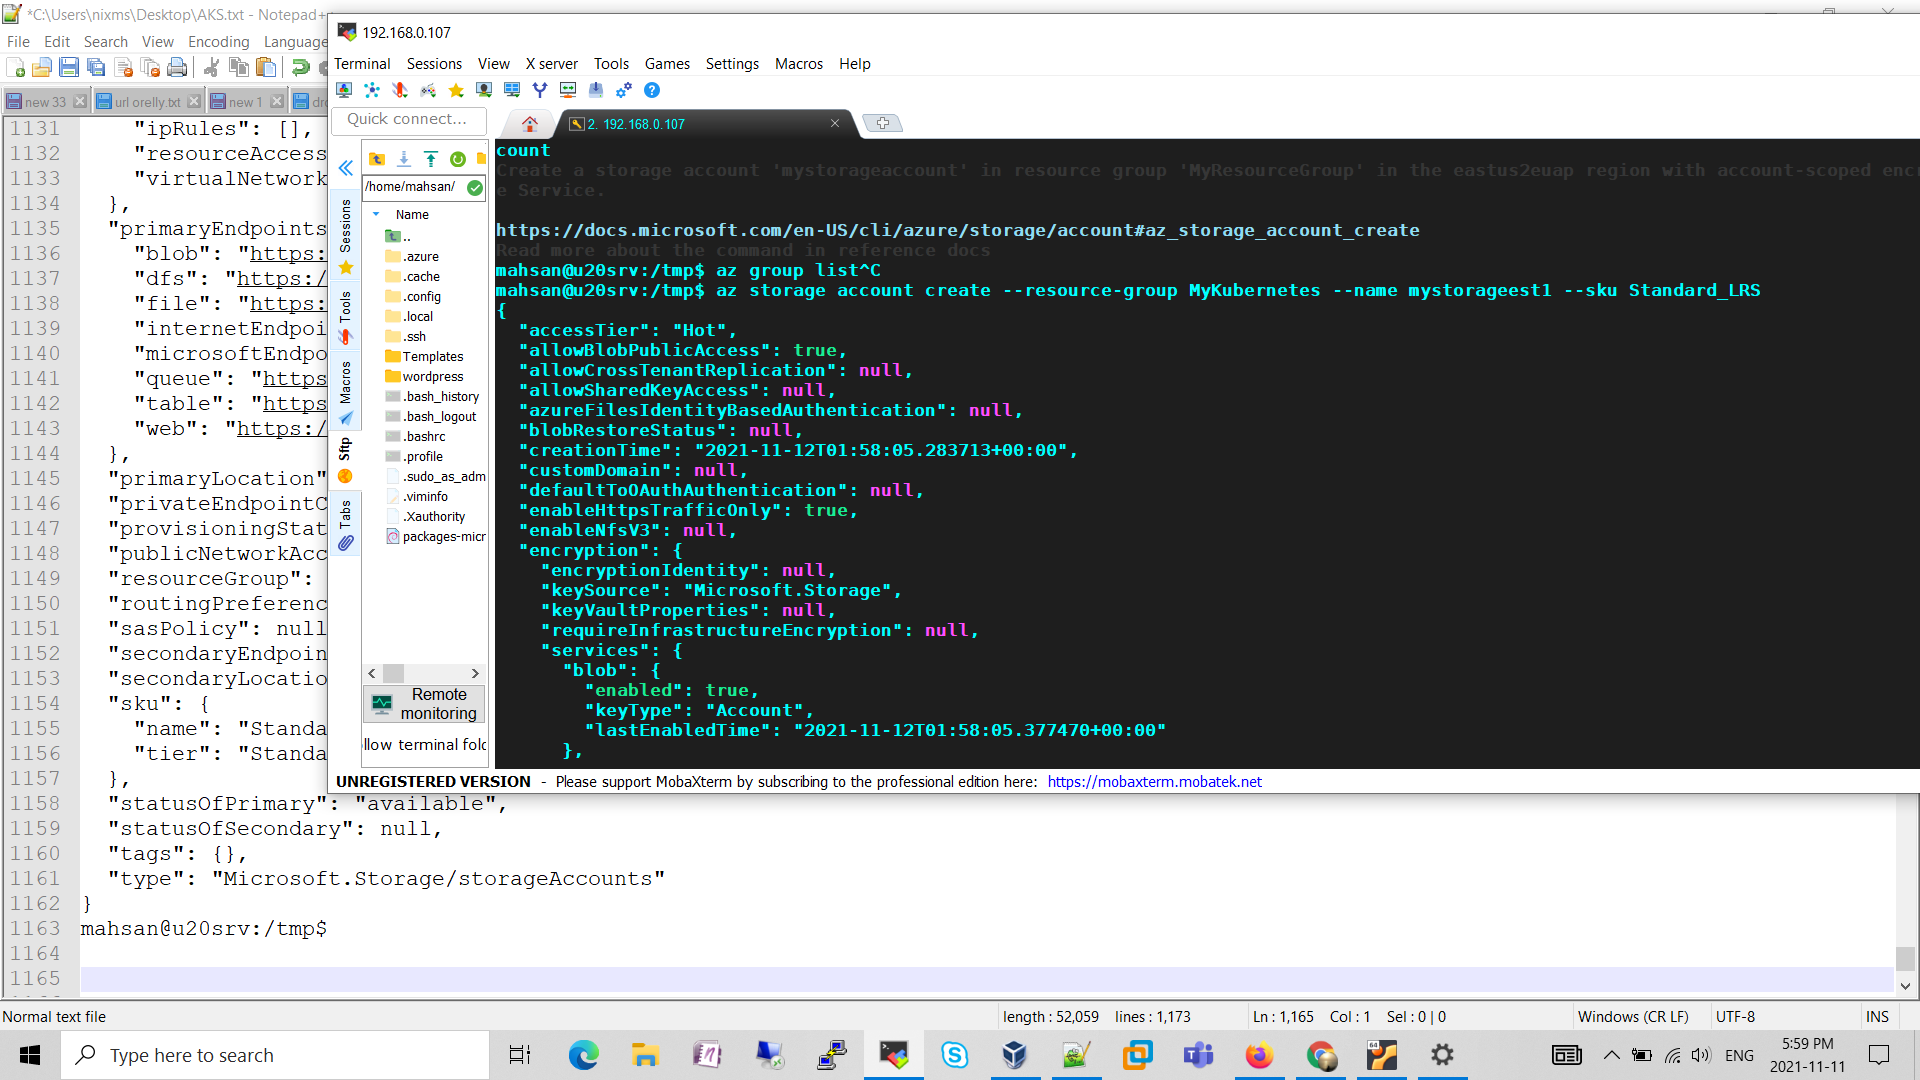 *C:\Users\nixms\Desktop\AKS.txt - Notepad+
File Edit Search View Encoding Language
new 33
url orelly.txt
new 1
1131 "ipRules": [],
1132 "resourceAccess
1133 "virtualNetwork
1134 },
1135 "primaryEndpoints
1136 "blob": "https:
1137 "dfs": "https:/
1138 "file": "https:
1139 "internetEndpoi
1140 "microsoftEndpo
1141 "queue": "https
1142 "table": "https
1143 "web": "https:/
1144 },
1145 "primaryLocation"
1146 "privateEndpointC
1147 "provisioningStat
1148 "publicNetworkAcc
1149 "resourceGroup":
1150 "routingPreferenc
1151 "sasPolicy": null
1152 "secondaryEndpoin
1153 "secondaryLocatio
1154 "sku": {
1155 "name": "Standa
1156 "tier": "Standa
1157 },
1158 "statusOfPrimary": "available",
1159 "statusOfSecondary": null,
1160 "tags": {},
1161 "type": "Microsoft.Storage/storageAccounts"
1162 }
1163 mahsan@u20srv:/tmp$
1164
1165
192.168.0.107
Terminal Sessions View X server Tools Games Settings Macros Help
Quick connect...
2. 192.168.0.107
Sessions
Tools
Macros
Sftp
Tabs
/home/mahsan/
Name
..
.azure
.cache
.config
.local
.ssh
Templates
wordpress
.bash_history
.bash_logout
.bashrc
.profile
.sudo_as_adm
.viminfo
.Xauthority
packages-micr
Remote
monitoring
llow terminal fold
count
Create a storage account 'mystorageaccount' in resource group 'MyResourceGroup' in the eastus2euap region with account-scoped encr
e Service.
https://docs.microsoft.com/en-US/cli/azure/storage/account#az_storage_account_create
Read more about the command in reference docs
mahsan@u20srv:/tmp$ az group list^C
mahsan@u20srv:/tmp$ az storage account create --resource-group MyKubernetes --name mystorageest1 --sku Standard_LRS
{
"accessTier": "Hot",
"allowBlobPublicAccess": true,
"allowCrossTenantReplication": null,
"allowSharedKeyAccess": null,
"azureFilesIdentityBasedAuthentication": null,
"blobRestoreStatus": null,
"creationTime": "2021-11-12T01:58:05.283713+00:00",
"customDomain": null,
"defaultToOAuthAuthentication": null,
"enableHttpsTrafficOnly": true,
"enableNfsV3": null,
"encryption": {
"encryptionIdentity": null,
"keySource": "Microsoft.Storage",
"keyVaultProperties": null,
"requireInfrastructureEncryption": null,
"services": {
"blob": {
"enabled": true,
"keyType": "Account",
"lastEnabledTime": "2021-11-12T01:58:05.377470+00:00"
},
UNREGISTERED VERSION - Please support MobaXterm by subscribing to the professional edition here: https://mobaxterm.mobatek.net
Normal text file length : 52,059 lines : 1,173 Ln : 1,165 Col : 1 Sel : 0 | 0 Windows (CR LF) UTF-8 INS
Type here to search
ENG
5:59 PM
2021-11-11